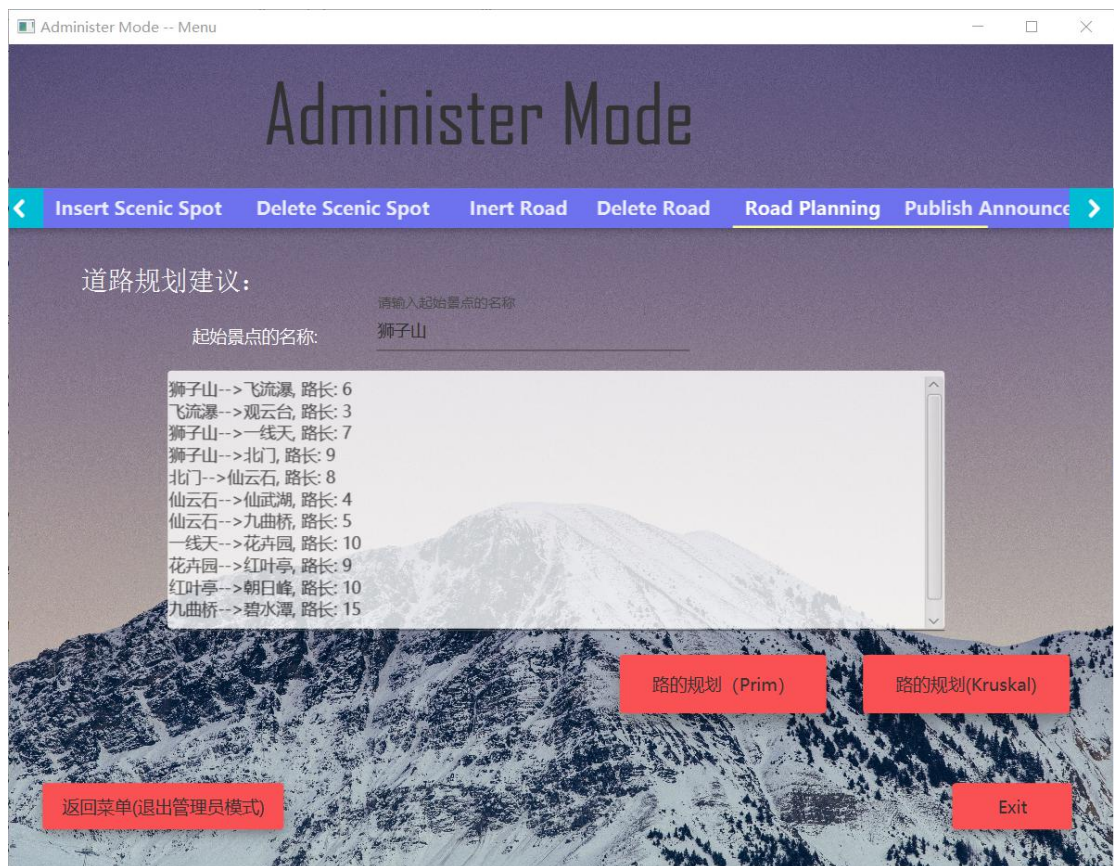 Administer Mode -- Menu
Administer Mode
Insert Scenic Spot Delete Scenic Spot Inert Road Delete Road Road Planning Publish Announce
道路规划建议：
请输入起始景点的名称
起始景点的名称: 狮子山
狮子山-->飞流瀑, 路长: 6
飞流瀑-->观云台, 路长: 3
狮子山-->一线天, 路长: 7
狮子山-->北门, 路长: 9
北门-->仙云石, 路长: 8
仙云石-->仙武湖, 路长: 4
仙云石-->九曲桥, 路长: 5
一线天-->花卉园, 路长: 10
花卉园-->红叶亭, 路长: 9
红叶亭-->朝日峰, 路长: 10
九曲桥-->碧水潭, 路长: 15
路的规划（Prim） 路的规划(Kruskal)
返回菜单(退出管理员模式) Exit